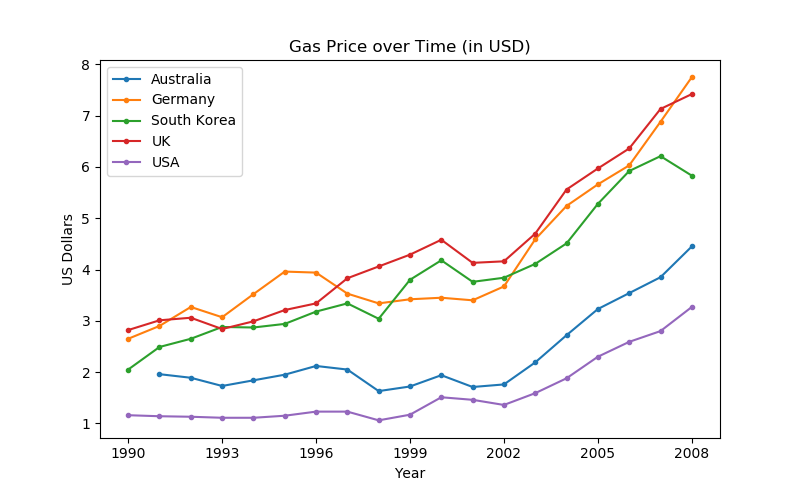 Gas Price over Time (in USD)
Australia
Germany
South Korea
UK
USA
US Dollars
8
7
6
5
4
3
2
1
1990 1993 1996 1999 2002 2005 2008
Year